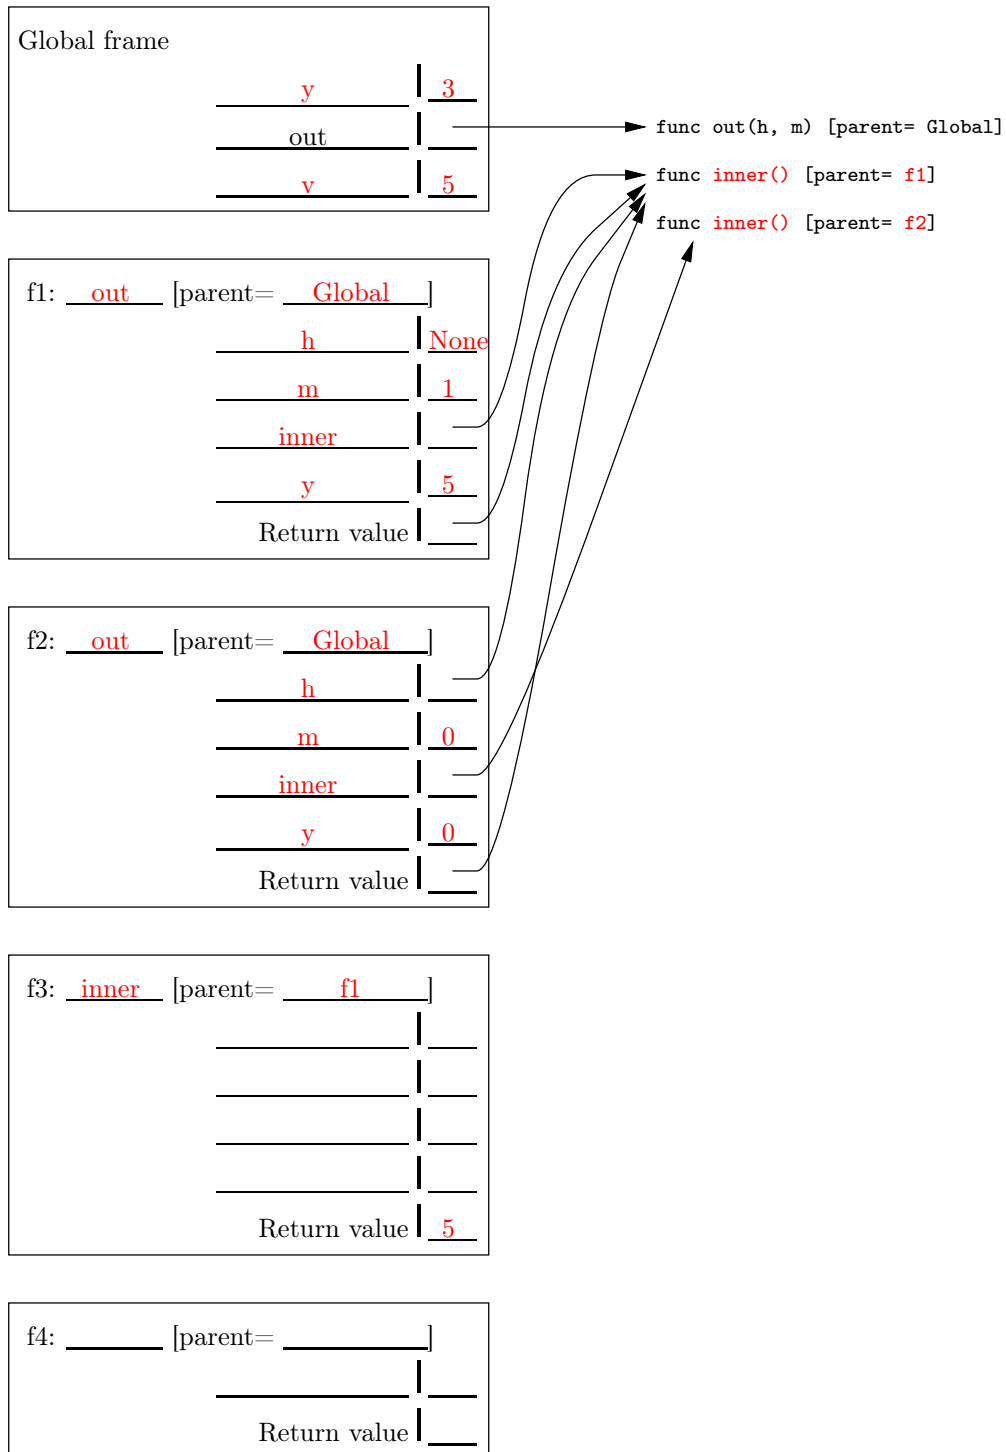 Global frame
y 3
out
v 5
func out(h, m) [parent= Global]
func inner() [parent= f1]
func inner() [parent= f2]
f1: out [parent= Global]
h None
m 1
inner
y 5
Return value
f2: out [parent= Global]
h
m 0
inner
y 0
Return value
f3: inner [parent= f1]
Return value 5
f4: [parent= ]
Return value